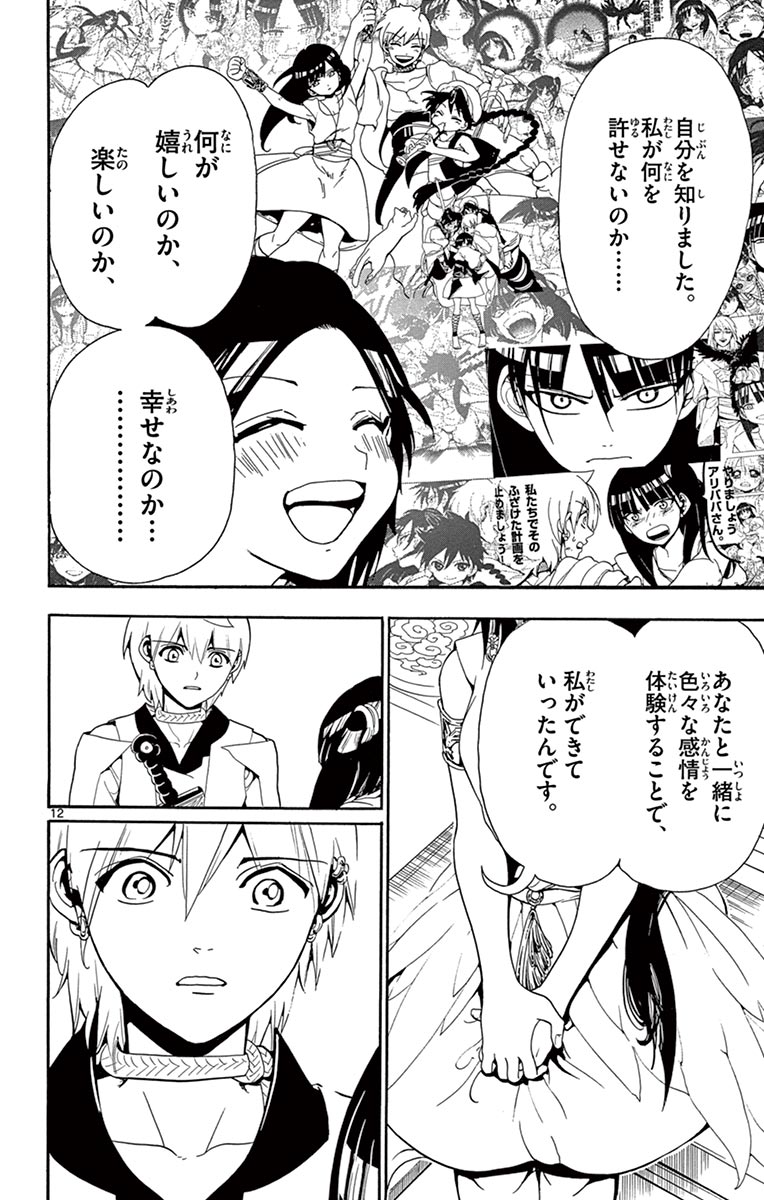 自分を知りました。
私が何を
許せないのか……
何が
嬉しいのか、
楽しいのか、
幸せなのか…
…………
やりましょう
アリババさん。
私たちでその
ふざけた計画を
止めましょう！
あなたと一緒に
色々な感情を
体験することで、
私ができて
いったんです。
12